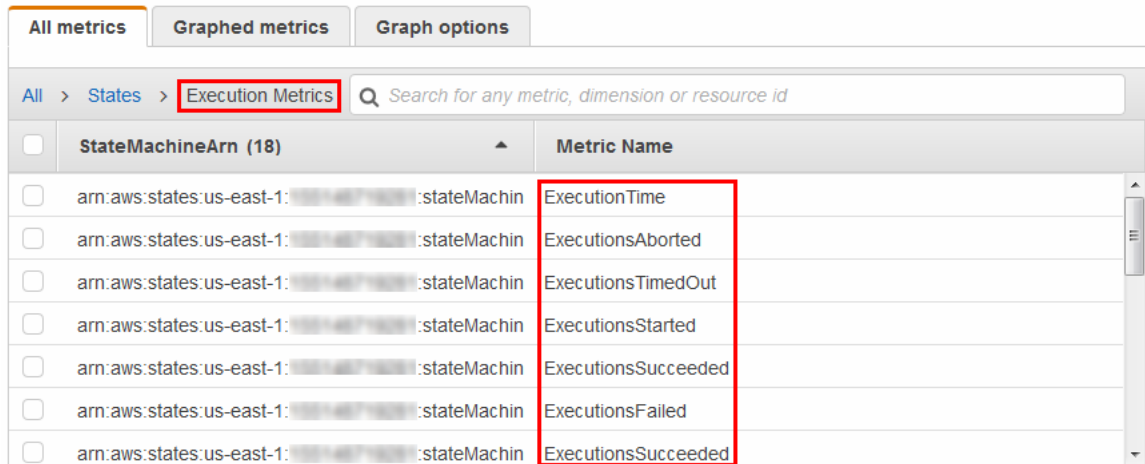 All metrics Graphed metrics Graph options
All > States > Execution Metrics Search for any metric, dimension or resource id
StateMachineArn (18) Metric Name
arn:aws:states:us-east-1: :stateMachin ExecutionTime
arn:aws:states:us-east-1: :stateMachin ExecutionsAborted
arn:aws:states:us-east-1: :stateMachin ExecutionsTimedOut
arn:aws:states:us-east-1: :stateMachin ExecutionsStarted
arn:aws:states:us-east-1: :stateMachin ExecutionsSucceeded
arn:aws:states:us-east-1: :stateMachin ExecutionsFailed
arn:aws:states:us-east-1: :stateMachin ExecutionsSucceeded